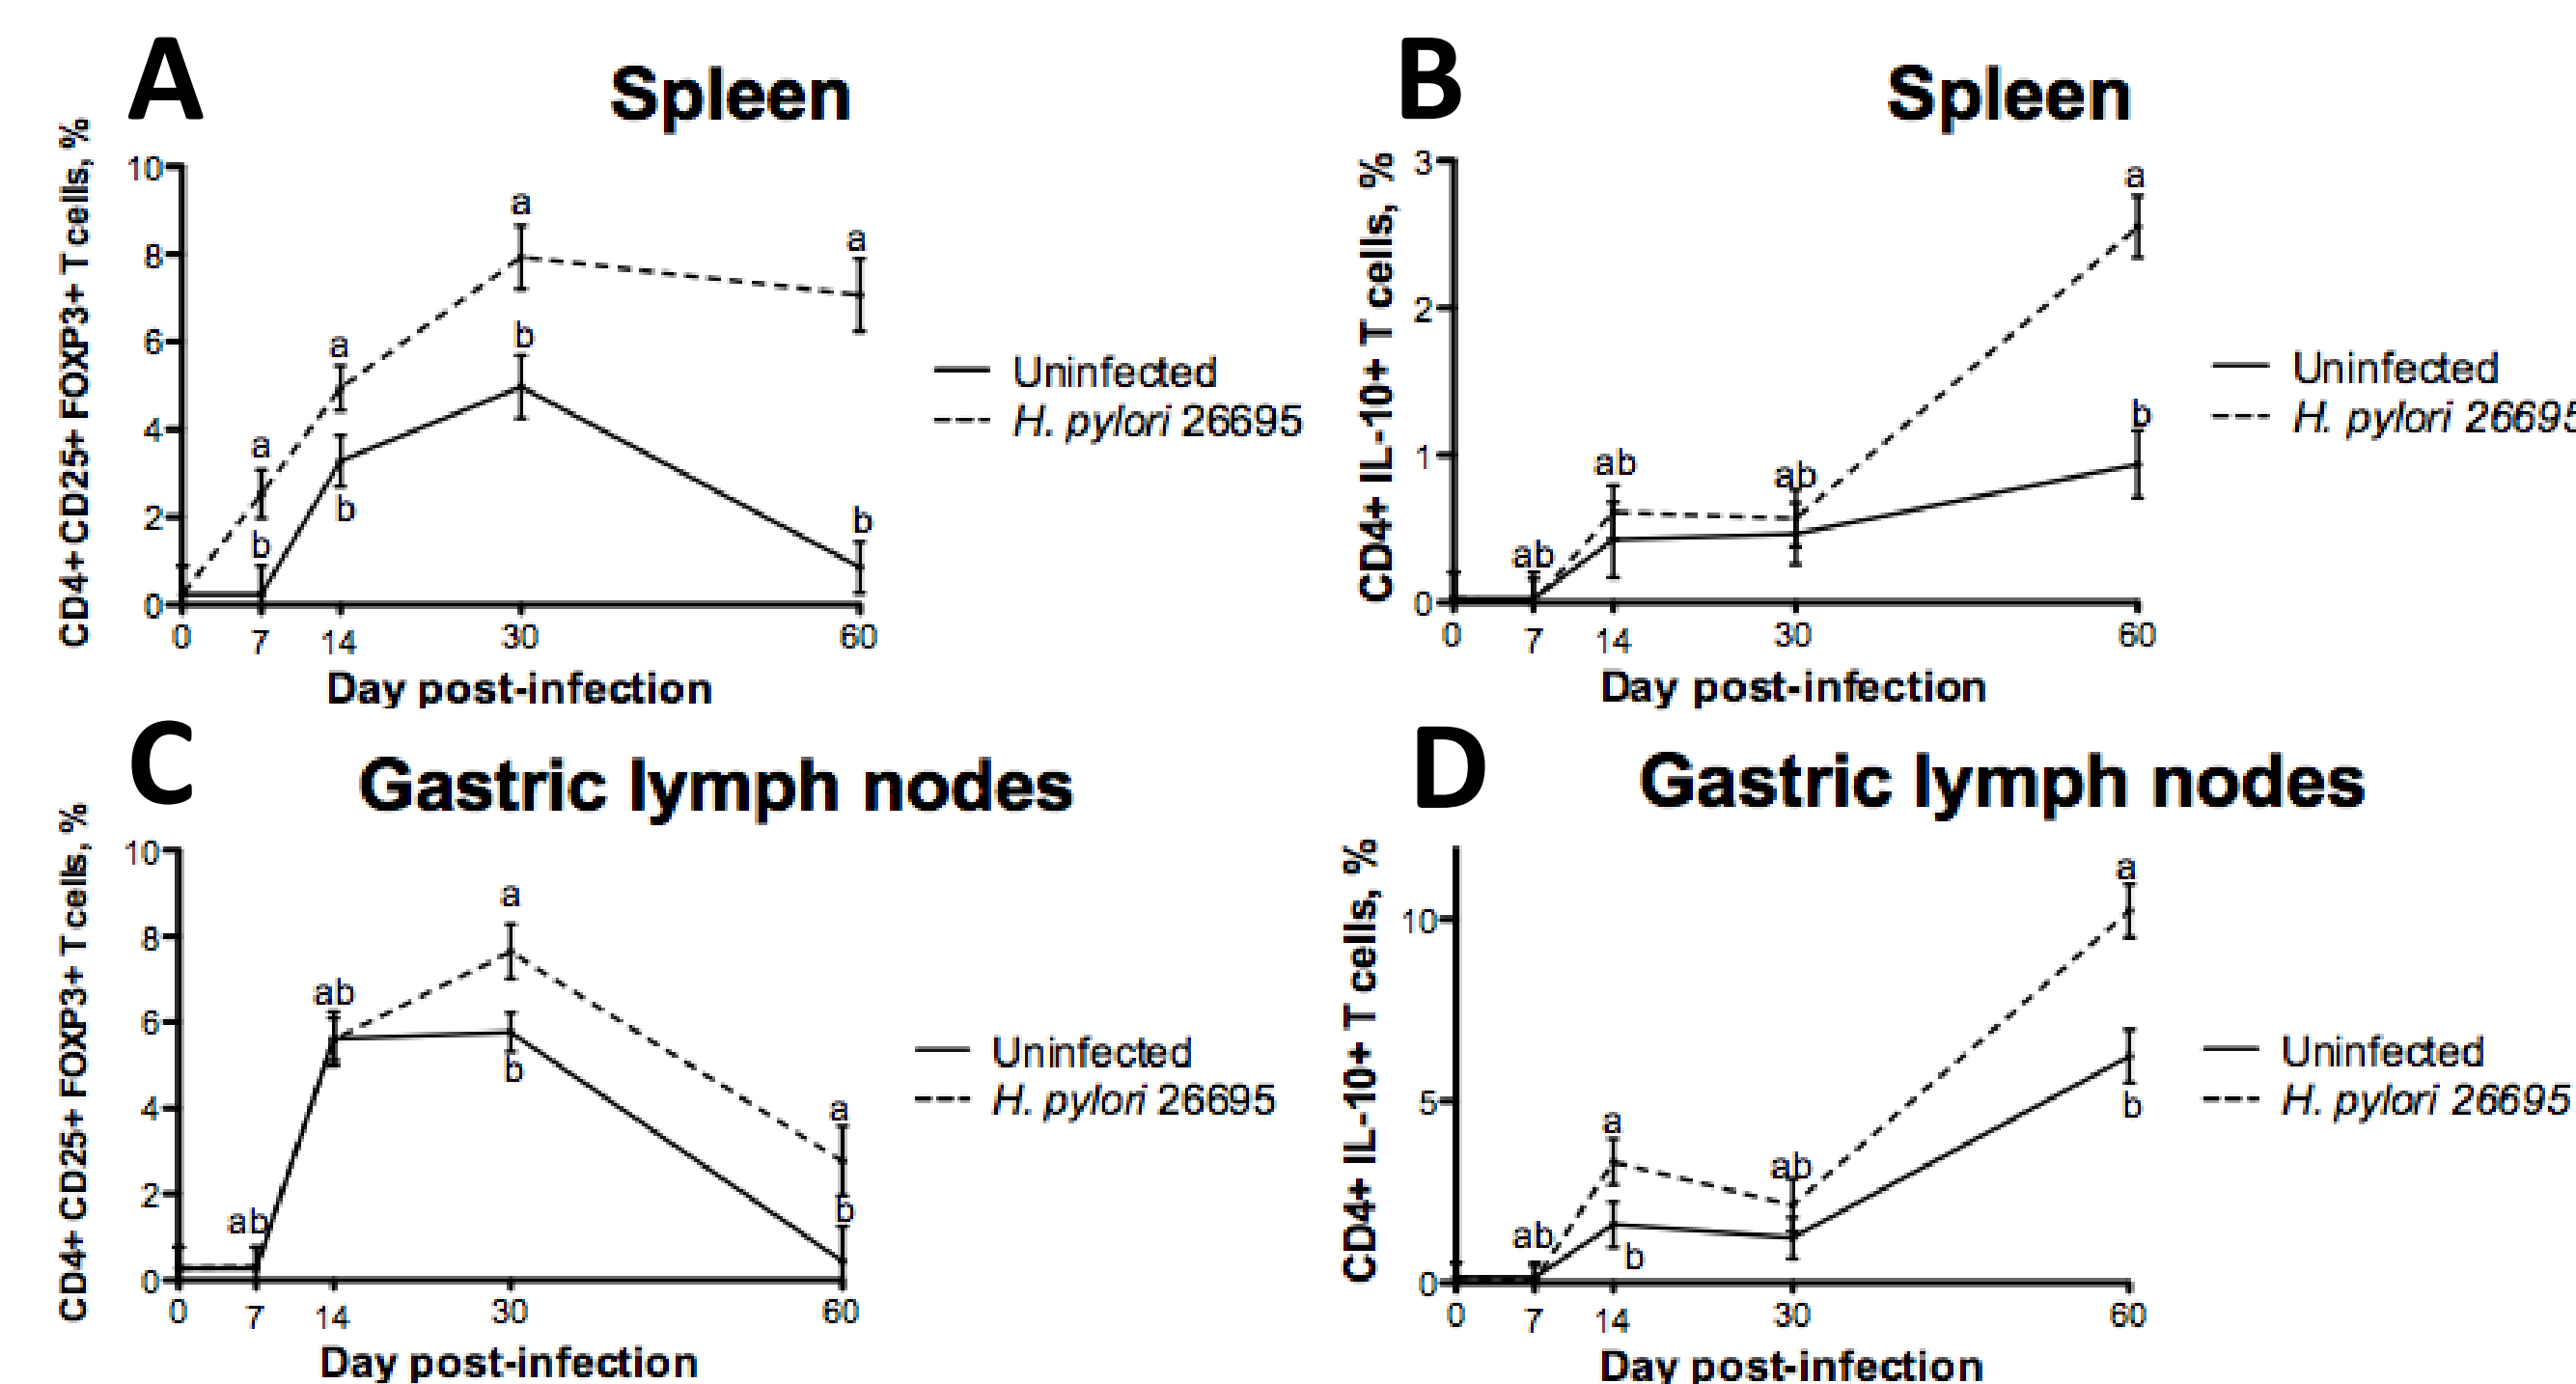 A
Spleen
CD4+ CD25+ FOXP3+ T cells, %
10
8
6
4
2
0
a
a
a
a
b
b
b
b
0 7 14 30 60
Day post-infection
Uninfected
H. pylori 26695
B
Spleen
CD4+ IL-10+ T cells, %
3
2
1
0
ab
ab
ab
a
b
0 7 14 30 60
Day post-infection
Uninfected
H. pylori 26695
C
Gastric lymph nodes
CD4+ CD25+ FOXP3+ T cells, %
10
8
6
4
2
0
ab
ab
a
b
a
b
0 7 14 30 60
Day post-infection
Uninfected
H. pylori 26695
D
Gastric lymph nodes
CD4+ IL-10+ T cells, %
10
5
0
ab
a
b
ab
a
b
0 7 14 30 60
Day post-infection
Uninfected
H. pylori 26695